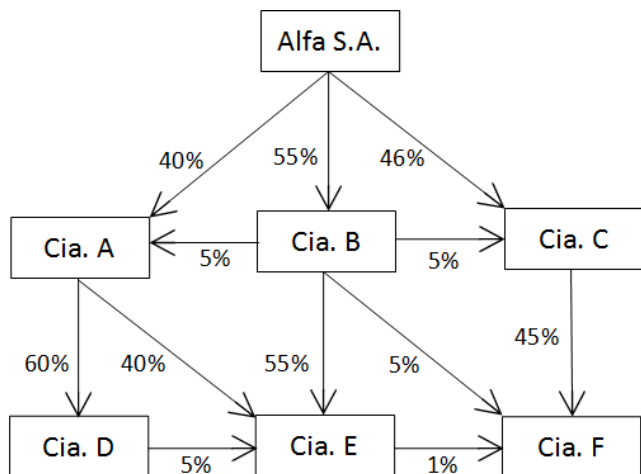 Alfa S.A.
40%
55%
46%
Cia. A
5%
Cia. B
5%
Cia. C
60%
40%
55%
5%
45%
Cia. D
5%
Cia. E
1%
Cia. F